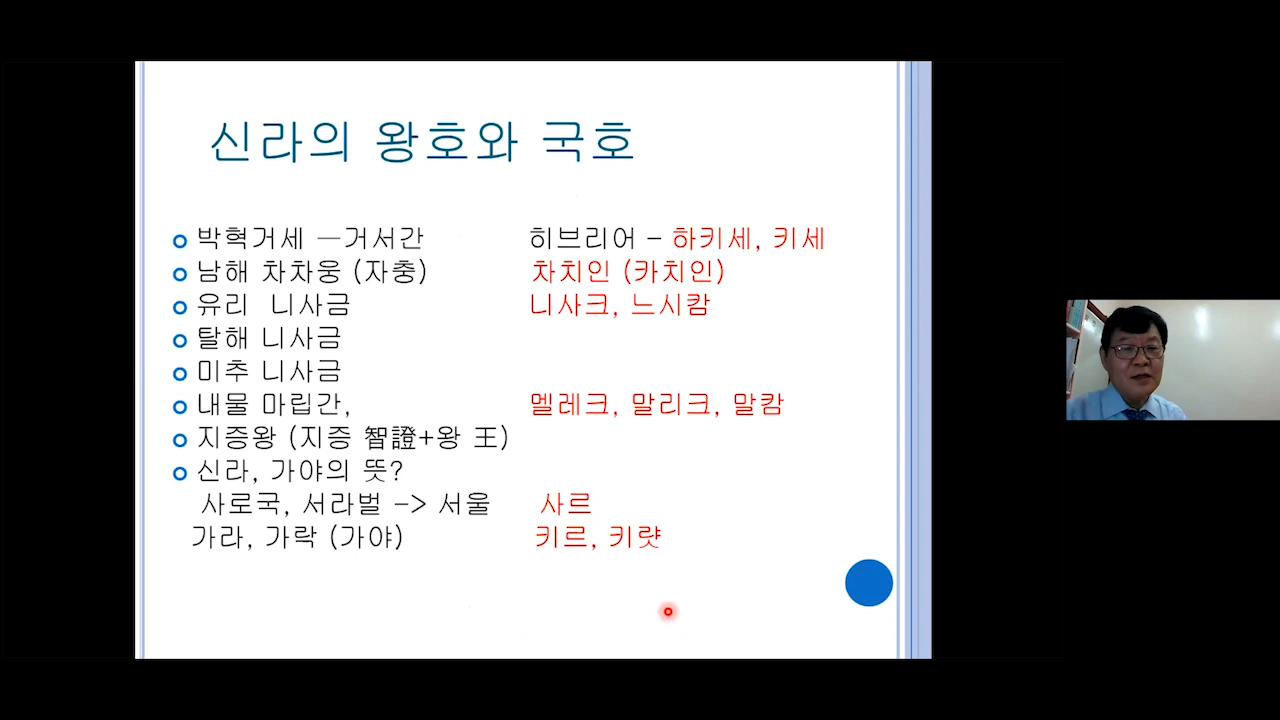 신라의 왕호와 국호
박혁거세 —거서간 히브리어 – 하키세, 키세
남해 차차웅 (자충) 차치인 (카치인)
유리 니사금 니사크, 느시캄
탈해 니사금
미추 니사금
내물 마립간, 멜레크, 말리크, 말캄
지증왕 (지증 智證+왕 王)
신라, 가야의 뜻?
사로국, 서라벌 –> 서울 사르
가라, 가락 (가야) 키르, 키럇